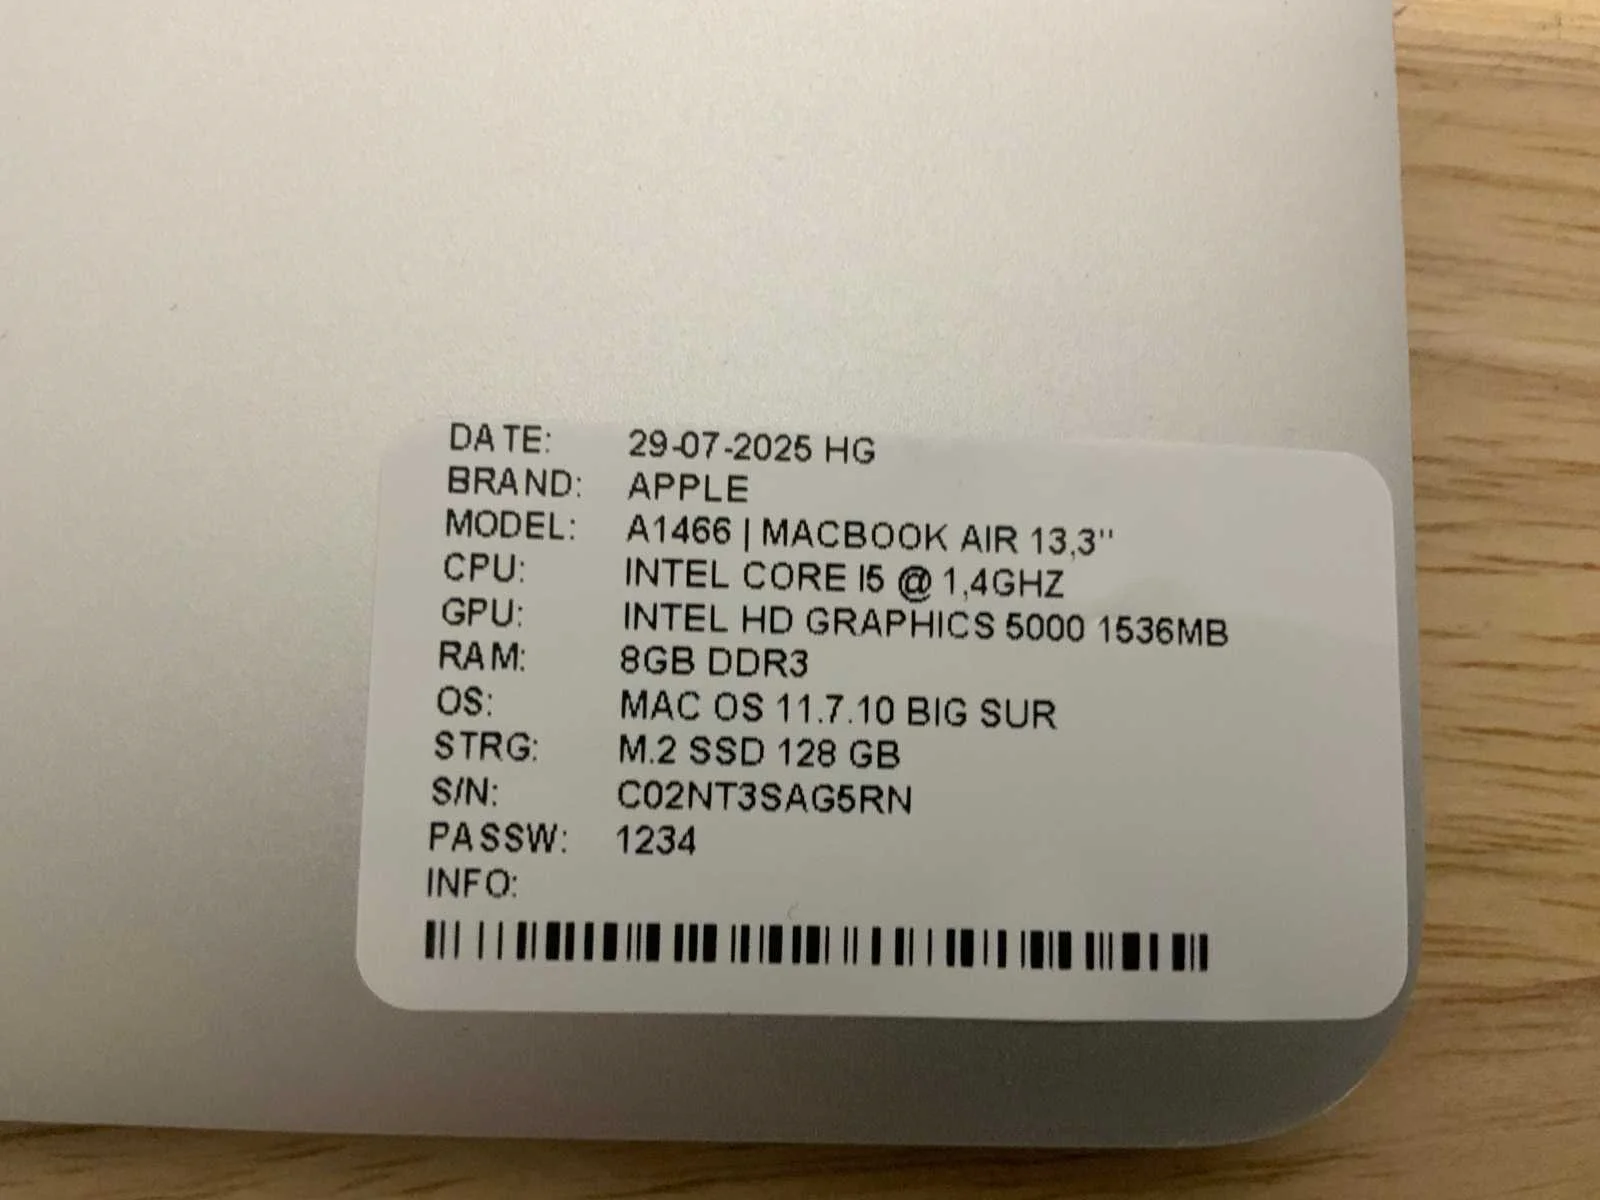 DATE: 29-07-2025 HG
BRAND: APPLE
MODEL: A1466 | MACBOOK AIR 13,3''
CPU: INTEL CORE I5 @ 1,4GHZ
GPU: INTEL HD GRAPHICS 5000 1536MB
RAM: 8GB DDR3
OS: MAC OS 11.7.10 BIG SUR
STRG: M.2 SSD 128 GB
S/N: C02NT3SAG5RN
PASSW: 1234
INFO: